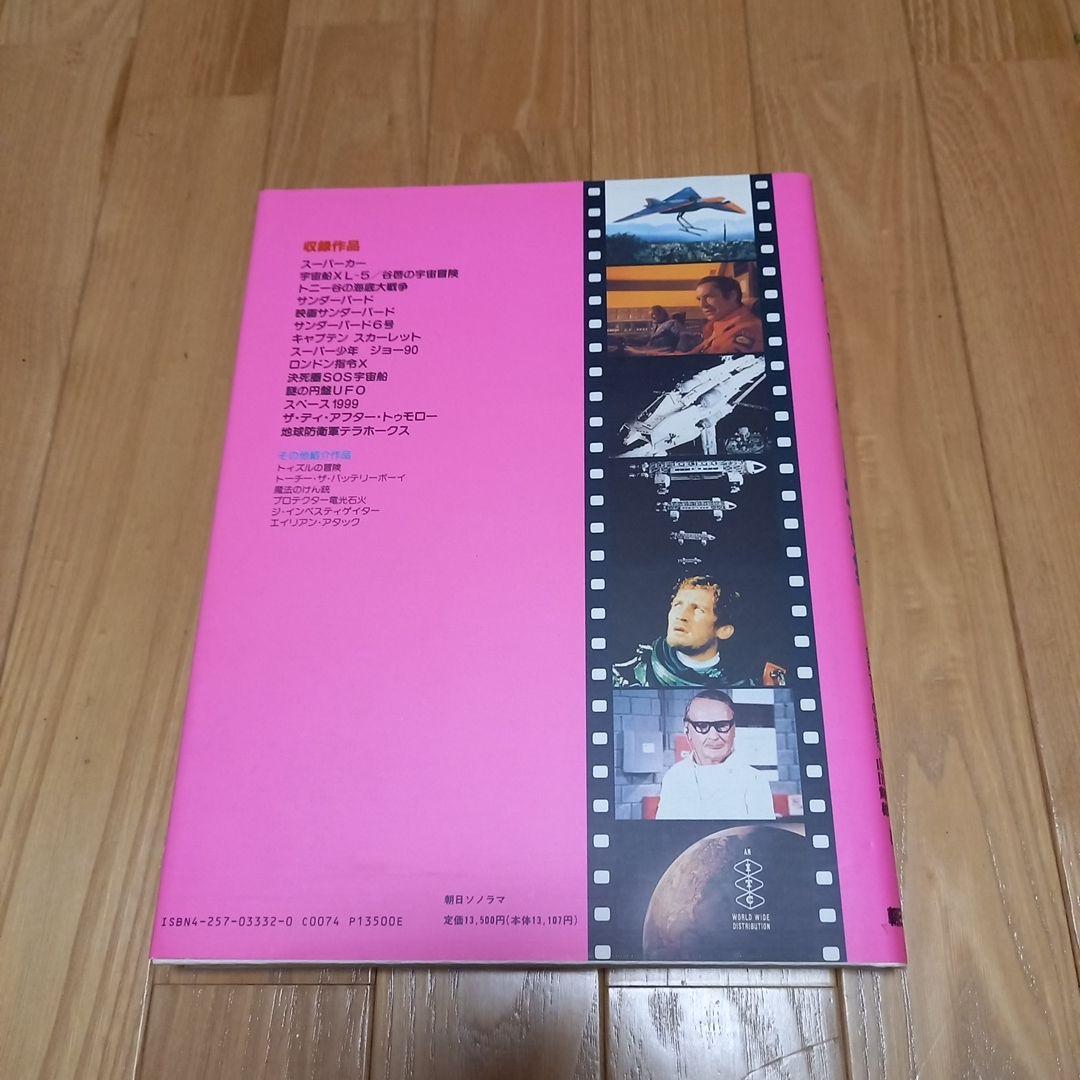 収録作品
スーパーカー
宇宙船XL-5／谷啓の宇宙冒険
トニー谷の海底大戦争
サンダーバード
映画サンダーバード
サンダーバード6号
キャプテン スカーレット
スーパー少年 ジョー90
ロンドン指令X
決死圏SOS宇宙船
謎の円盤UFO
スペース1999
ザ・デイ・アフター・トゥモロー
地球防衛軍テラホークス
その他紹介作品
トィズルの冒険
トーチー・ザ・バッテリーボーイ
魔法のけん銃
プロテクター電光石火
ジ・インベスティゲイター
エイリアン・アタック
朝日ソノラマ
ISBN4-257-03332-0 C0074 P13500E
定価13,500円(本体13,107円)
AN
ITC
WORLD WIDE
DISTRIBUTION